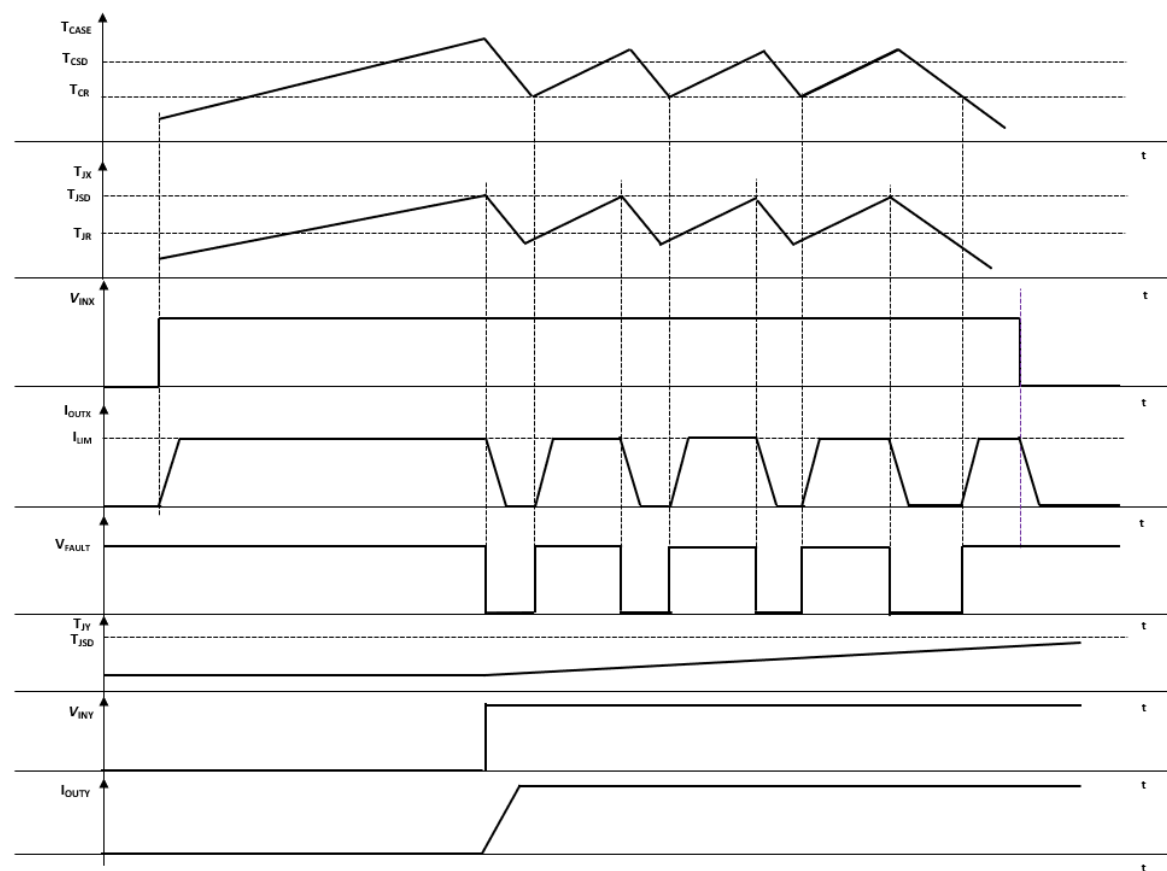 TCASE
TCSD
TCR
t
TJX
TJSD
TJR
t
VINX
t
IOUTX
ILIM
t
VFAULT
t
TJY
TJSD
t
VINY
t
IOUTY
t